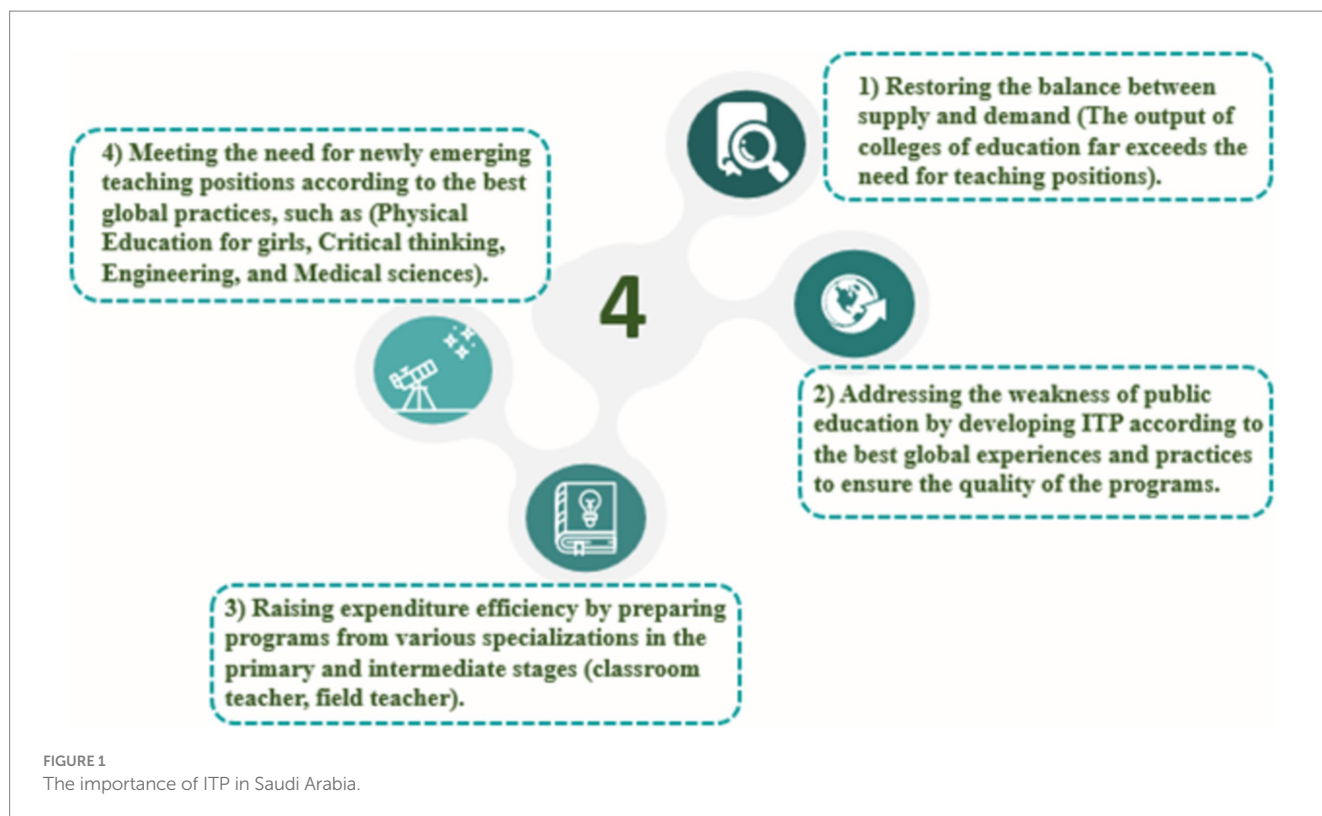 1) Restoring the balance between
supply and demand (The output of
colleges of education far exceeds the
need for teaching positions).
4) Meeting the need for newly emerging
teaching positions according to the best
global practices, such as (Physical
Education for girls, Critical thinking,
Engineering, and Medical sciences).
4
2) Addressing the weakness of public
education by developing ITP according to
the best global experiences and practices
to ensure the quality of the programs.
3) Raising expenditure efficiency by preparing
programs from various specializations in the
primary and intermediate stages (classroom
teacher, field teacher).
FIGURE 1
The importance of ITP in Saudi Arabia.